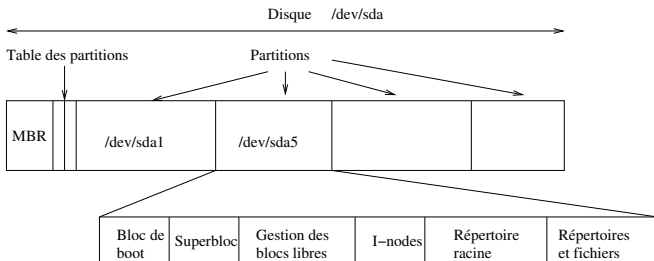 Disque /dev/sda
Table des partitions
Partitions
MBR
/dev/sda1
/dev/sda5
Bloc de
boot
Superbloc
Gestion des
blocs libres
I-nodes
Répertoire
racine
Répertoires
et fichiers